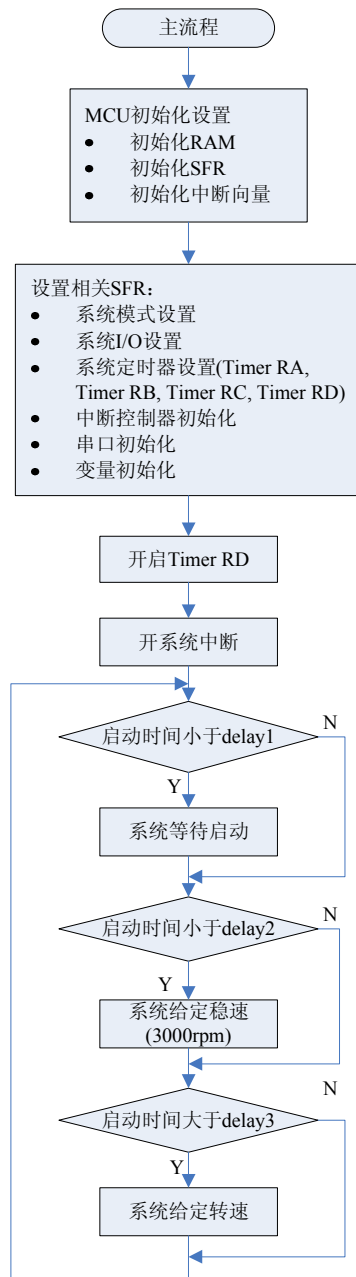 主流程
MCU初始化设置
● 初始化RAM
● 初始化SFR
● 初始化中断向量
设置相关SFR：
● 系统模式设置
● 系统I/O设置
● 系统定时器设置(Timer RA,
Timer RB, Timer RC, Timer RD)
● 中断控制器初始化
● 串口初始化
● 变量初始化
开启Timer RD
开系统中断
启动时间小于delay1
N
Y
系统等待启动
启动时间小于delay2
N
Y
系统给定稳速
(3000rpm)
N
启动时间大于delay3
Y
系统给定转速